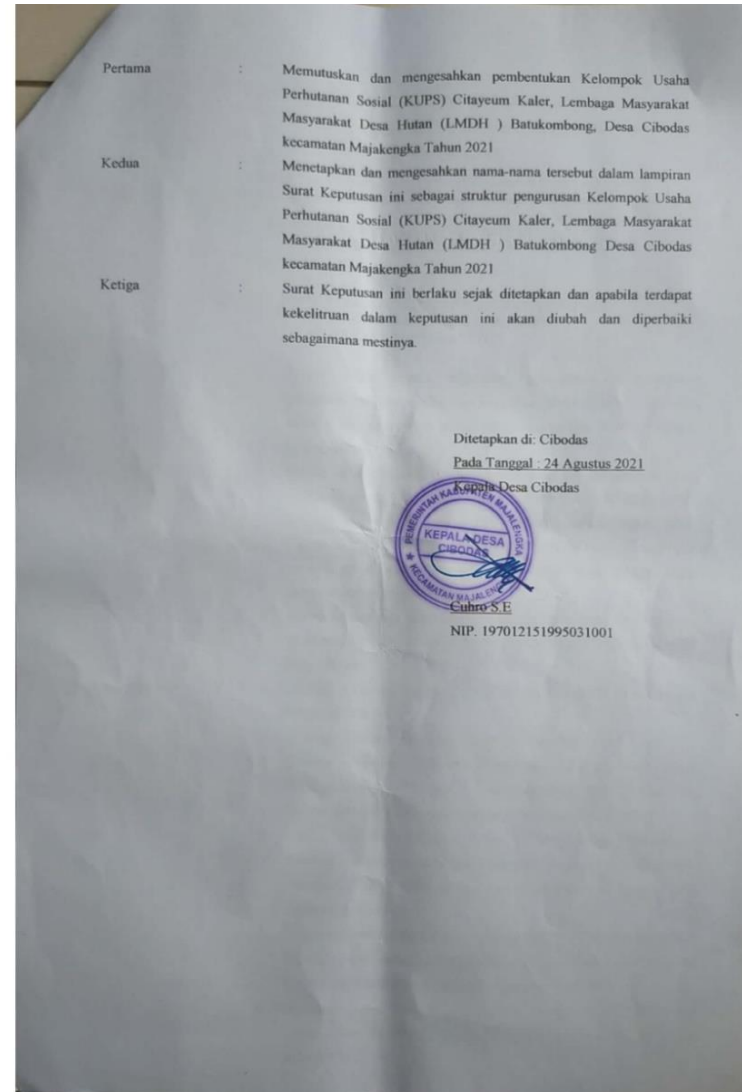 Pertama : Memutuskan dan mengesahkan pembentukan Kelompok Usaha
Perhutanan Sosial (KUPS) Citayeum Kaler, Lembaga Masyarakat
Masyarakat Desa Hutan (LMDH ) Batukombong, Desa Cibodas
kecamatan Majakengka Tahun 2021
Kedua : Menetapkan dan mengesahkan nama-nama tersebut dalam lampiran
Surat Keputusan ini sebagai struktur pengurusan Kelompok Usaha
Perhutanan Sosial (KUPS) Citayeum Kaler, Lembaga Masyarakat
Masyarakat Desa Hutan (LMDH ) Batukombong Desa Cibodas
kecamatan Majakengka Tahun 2021
Ketiga : Surat Keputusan ini berlaku sejak ditetapkan dan apabila terdapat
kekelitruan dalam keputusan ini akan diubah dan diperbaiki
sebagaimana mestinya.
Ditetapkan di: Cibodas
Pada Tanggal : 24 Agustus 2021
Kepala Desa Cibodas
PEMERINTAH KABUPATEN MAJALENGKA
KEPALA DESA
CIBODAS
KECAMATAN MAJALENGKA
Cuhro S.E
NIP. 197012151995031001